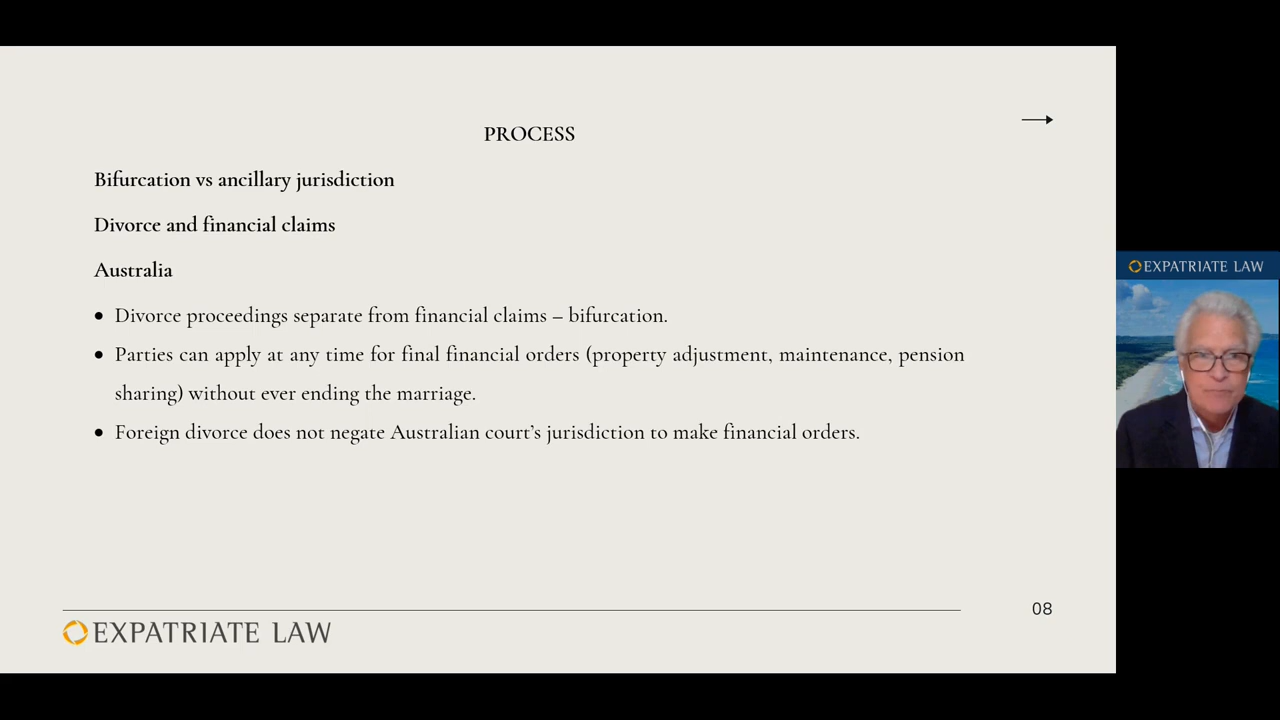 PROCESS
Bifurcation vs ancillary jurisdiction
Divorce and financial claims
Australia
• Divorce proceedings separate from financial claims – bifurcation.
• Parties can apply at any time for final financial orders (property adjustment, maintenance, pension
sharing) without ever ending the marriage.
• Foreign divorce does not negate Australian court’s jurisdiction to make financial orders.
EXPATRIATE LAW
08
EXPATRIATE LAW